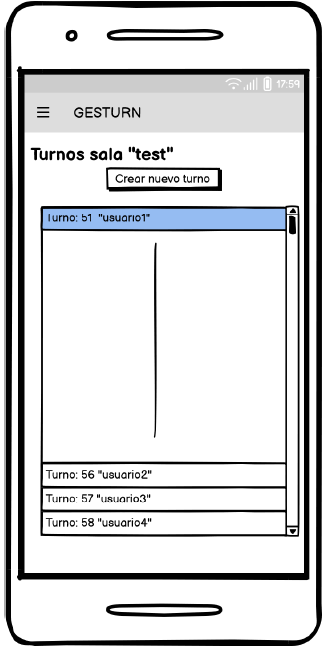 17:59
GESTURN
Turnos sala "test"
Crear nuevo turno
Turno: 51 "usuario1"
Turno: 56 "usuario2"
Turno: 57 "usuario3"
Turno: 58 "usuario4"